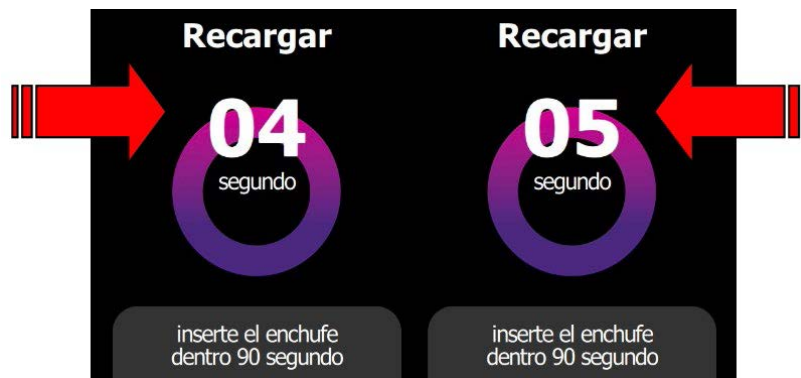 Recargar
04
segundo
inserte el enchufe
dentro 90 segundo
Recargar
05
segundo
inserte el enchufe
dentro 90 segundo